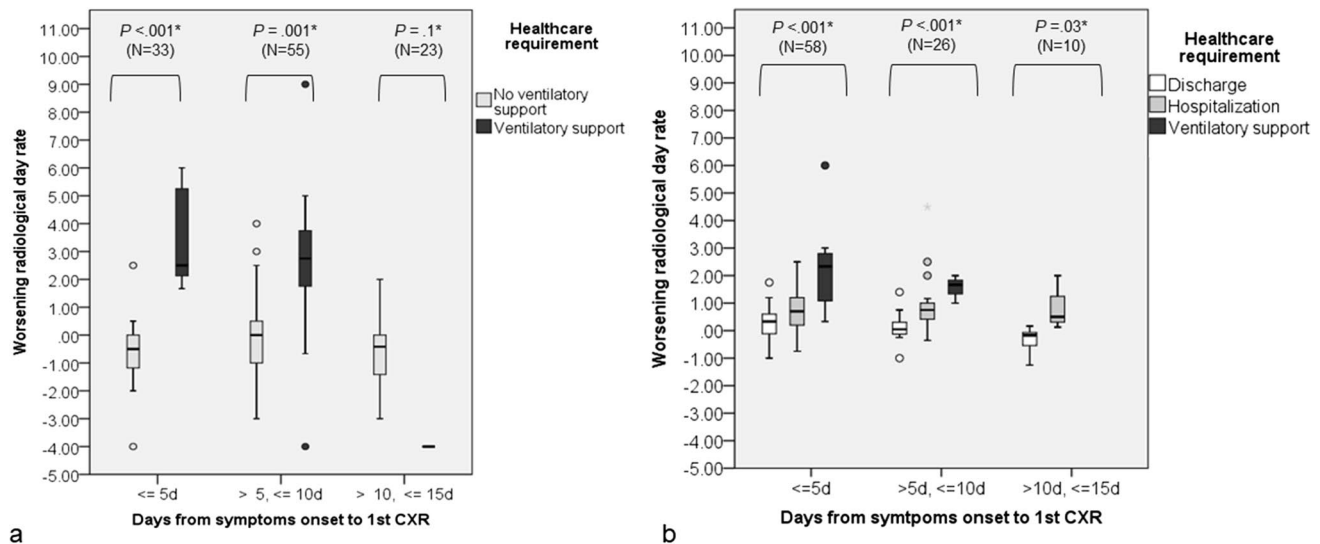 P <.001*
(N=33)
P = .001*
(N=55)
P = .1*
(N=23)
Healthcare
requirement
No ventilatory
support
Ventilatory support
Worsening radiological day rate
11.00
10.00
9.00
8.00
7.00
6.00
5.00
4.00
3.00
2.00
1.00
.00
-1.00
-2.00
-3.00
-4.00
-5.00
<= 5d
> 5, <= 10d
> 10, <= 15d
Days from symptoms onset to 1st CXR
a
P <.001*
(N=58)
P <.001*
(N=26)
P =.03*
(N=10)
Healthcare
requirement
Discharge
Hospitalization
Ventilatory support
Worsening radiological day rate
11.00
10.00
9.00
8.00
7.00
6.00
5.00
4.00
3.00
2.00
1.00
.00
-1.00
-2.00
-3.00
-4.00
-5.00
<=5d
>5d, <=10d
>10d, <=15d
Days from symtpoms onset to 1st CXR
b